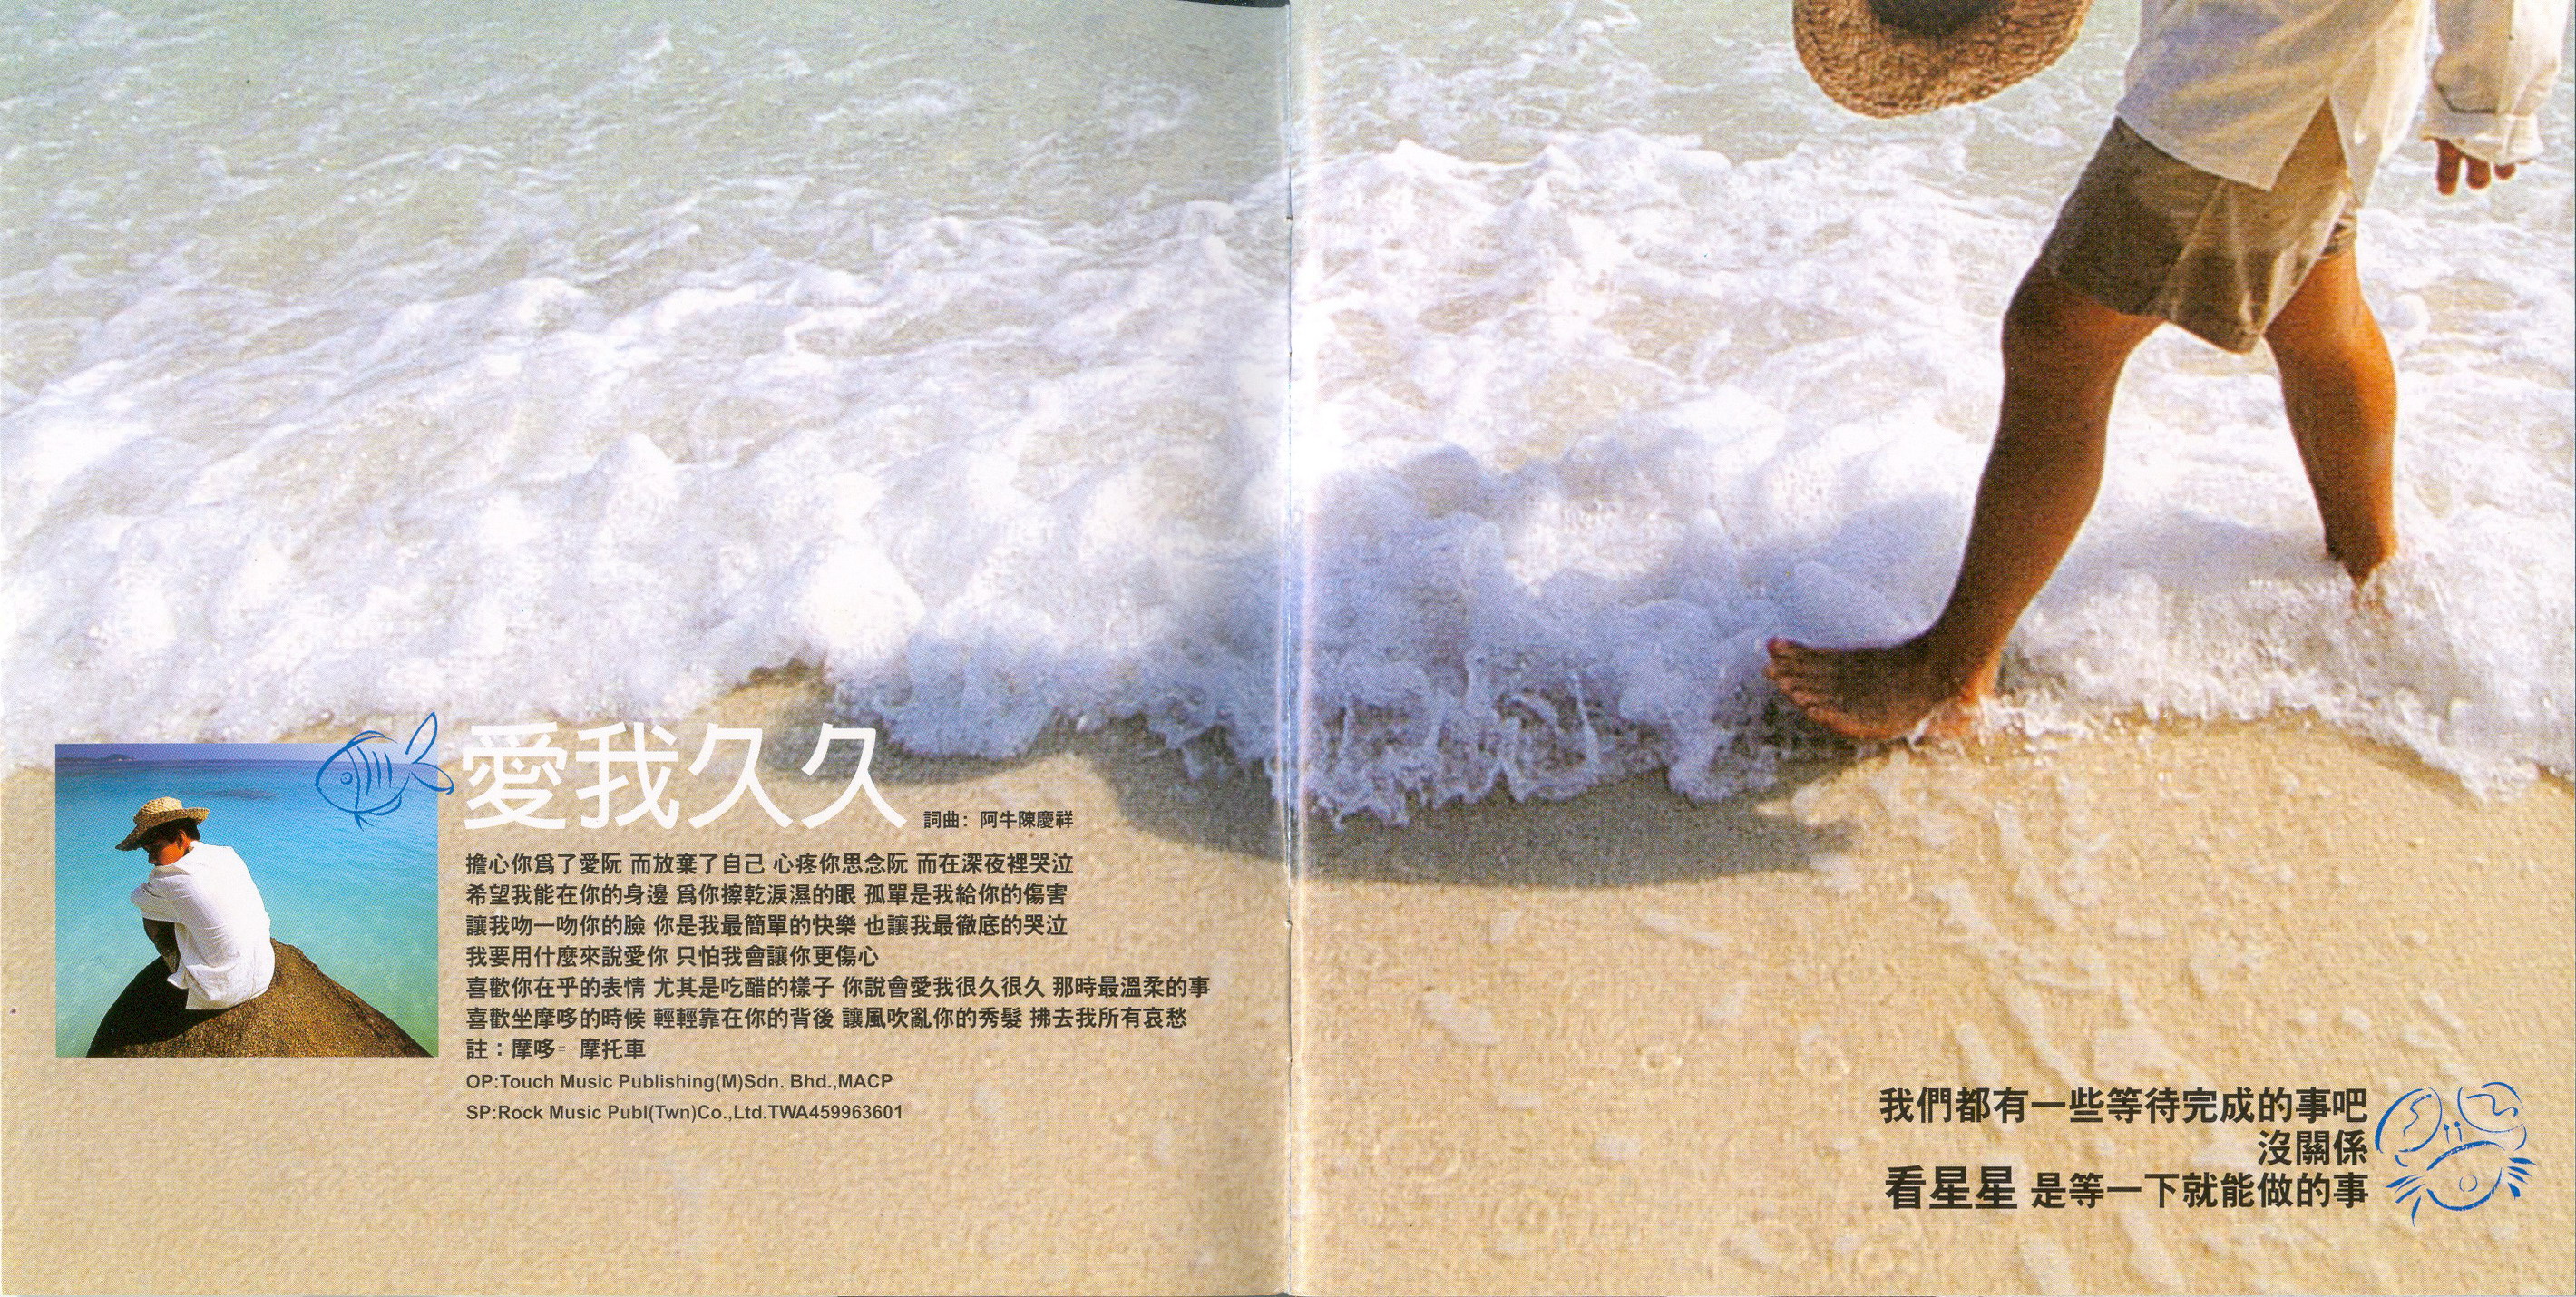 愛我久久
詞曲：阿牛陳慶祥
擔心你爲了愛阮 而放棄了自己 心疼你思念阮 而在深夜裡哭泣
希望我能在你的身邊 爲你擦乾淚濕的眼 孤單是我給你的傷害
讓我吻一吻你的臉 你是我最簡單的快樂 也讓我最徹底的哭泣
我要用什麼來說愛你 只怕我會讓你更傷心
喜歡你在乎的表情 尤其是吃醋的樣子 你說會愛我很久很久 那時最溫柔的事
喜歡坐摩哆的時候 輕輕靠在你的背後 讓風吹亂你的秀髮 拂去我所有哀愁
註：摩哆= 摩托車
OP:Touch Music Publishing(M)Sdn. Bhd.,MACP
SP:Rock Music Publ(Twn)Co.,Ltd.TWA459963601
我們都有一些等待完成的事吧
沒關係
看星星 是等一下就能做的事